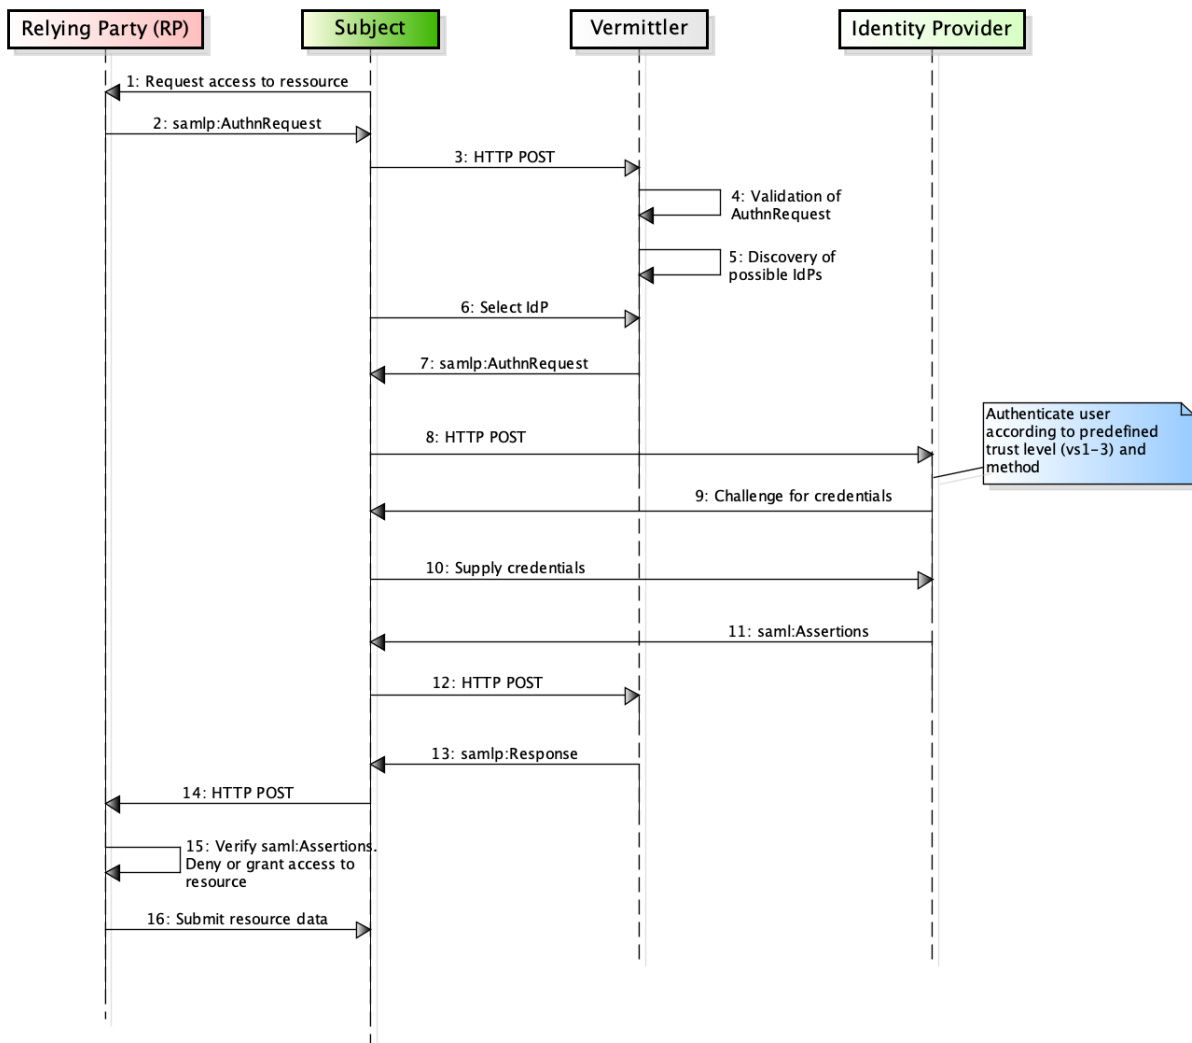 Relying Party (RP)
Subject
Vermittler
Identity Provider
1: Request access to ressource
2: samlp:AuthnRequest
3: HTTP POST
4: Validation of
AuthnRequest
5: Discovery of
possible IdPs
6: Select IdP
7: samlp:AuthnRequest
Authenticate user
according to predefined
trust level (vs1-3) and
method
8: HTTP POST
9: Challenge for credentials
10: Supply credentials
11: saml:Assertions
12: HTTP POST
13: samlp:Response
14: HTTP POST
15: Verify saml:Assertions.
Deny or grant access to
resource
16: Submit resource data